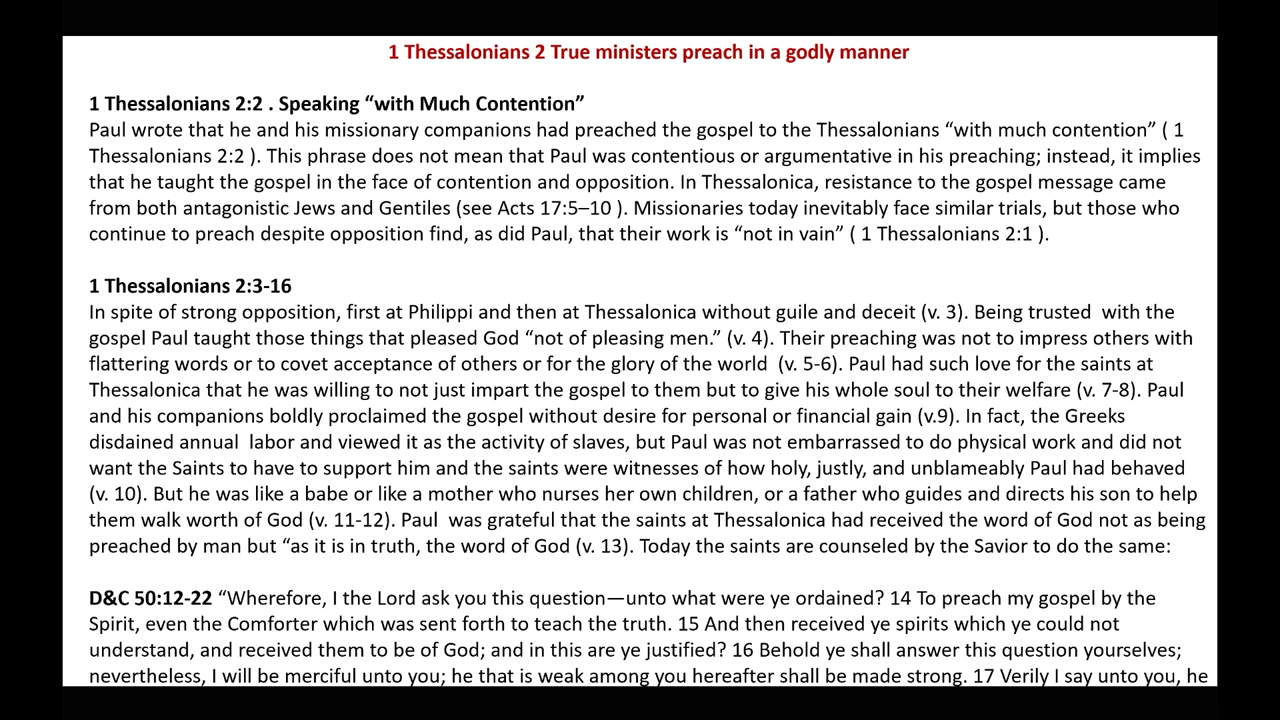 1 Thessalonians 2 True ministers preach in a godly manner
1 Thessalonians 2:2 . Speaking “with Much Contention”
Paul wrote that he and his missionary companions had preached the gospel to the Thessalonians “with much contention” ( 1
Thessalonians 2:2 ). This phrase does not mean that Paul was contentious or argumentative in his preaching; instead, it implies
that he taught the gospel in the face of contention and opposition. In Thessalonica, resistance to the gospel message came
from both antagonistic Jews and Gentiles (see Acts 17:5–10 ). Missionaries today inevitably face similar trials, but those who
continue to preach despite opposition find, as did Paul, that their work is “not in vain” ( 1 Thessalonians 2:1 ).
1 Thessalonians 2:3-16
In spite of strong opposition, first at Philippi and then at Thessalonica without guile and deceit (v. 3). Being trusted  with the
gospel Paul taught those things that pleased God “not of pleasing men.” (v. 4). Their preaching was not to impress others with
flattering words or to covet acceptance of others or for the glory of the world  (v. 5-6). Paul had such love for the saints at
Thessalonica that he was willing to not just impart the gospel to them but to give his whole soul to their welfare (v. 7-8). Paul
and his companions boldly proclaimed the gospel without desire for personal or financial gain (v.9). In fact, the Greeks
disdained annual  labor and viewed it as the activity of slaves, but Paul was not embarrassed to do physical work and did not
want the Saints to have to support him and the saints were witnesses of how holy, justly, and unblameably Paul had behaved
(v. 10). But he was like a babe or like a mother who nurses her own children, or a father who guides and directs his son to help
them walk worth of God (v. 11-12). Paul  was grateful that the saints at Thessalonica had received the word of God not as being
preached by man but “as it is in truth, the word of God (v. 13). Today the saints are counseled by the Savior to do the same:
D&C 50:12-22 “Wherefore, I the Lord ask you this question—unto what were ye ordained? 14 To preach my gospel by the
Spirit, even the Comforter which was sent forth to teach the truth. 15 And then received ye spirits which ye could not
understand, and received them to be of God; and in this are ye justified? 16 Behold ye shall answer this question yourselves;
nevertheless, I will be merciful unto you; he that is weak among you hereafter shall be made strong. 17 Verily I say unto you, he